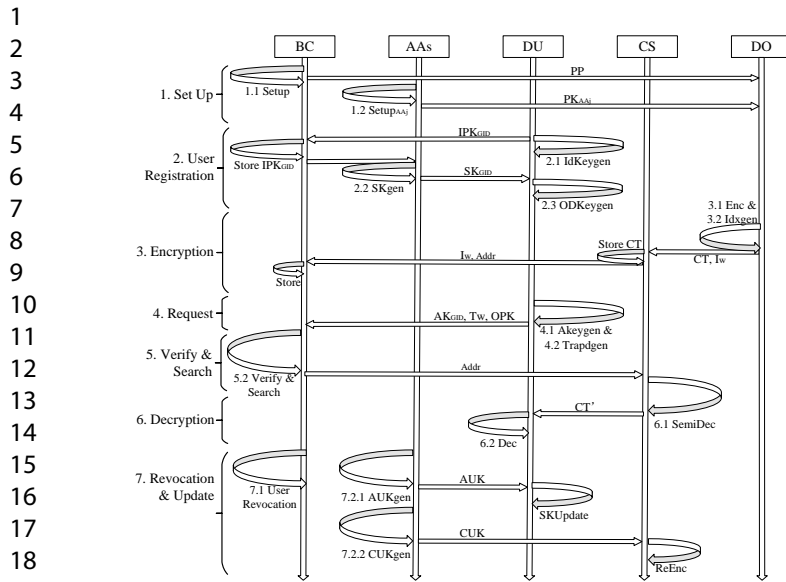 1
2
BC AAs DU CS DO
3
PP
1.1 Setup
1. Set Up
1.2 SetupAAj
PKAAj
4
5
IPKGID
2.1 IdKeygen
Store IPKGID
2. User
Registration
6
SKGID
2.2 SKgen
2.3 ODKeygen
7
3.1 Enc &
3.2 Idxgen
8
Store CT
3. Encryption
Iw, Addr
CT, Iw
9
Store
10
4. Request
AKGID, Tw, OPK
4.1 Akeygen &
4.2 Trapdgen
11
5. Verify &
Search
12
Addr
5.2 Verify &
Search
13
CT'
6.1 SemiDec
6. Decryption
14
6.2 Dec
15
7. Revocation
& Update
7.1 User
Revocation
7.2.1 AUKgen
AUK
16
SKUpdate
17
CUK
7.2.2 CUKgen
18
ReEnc